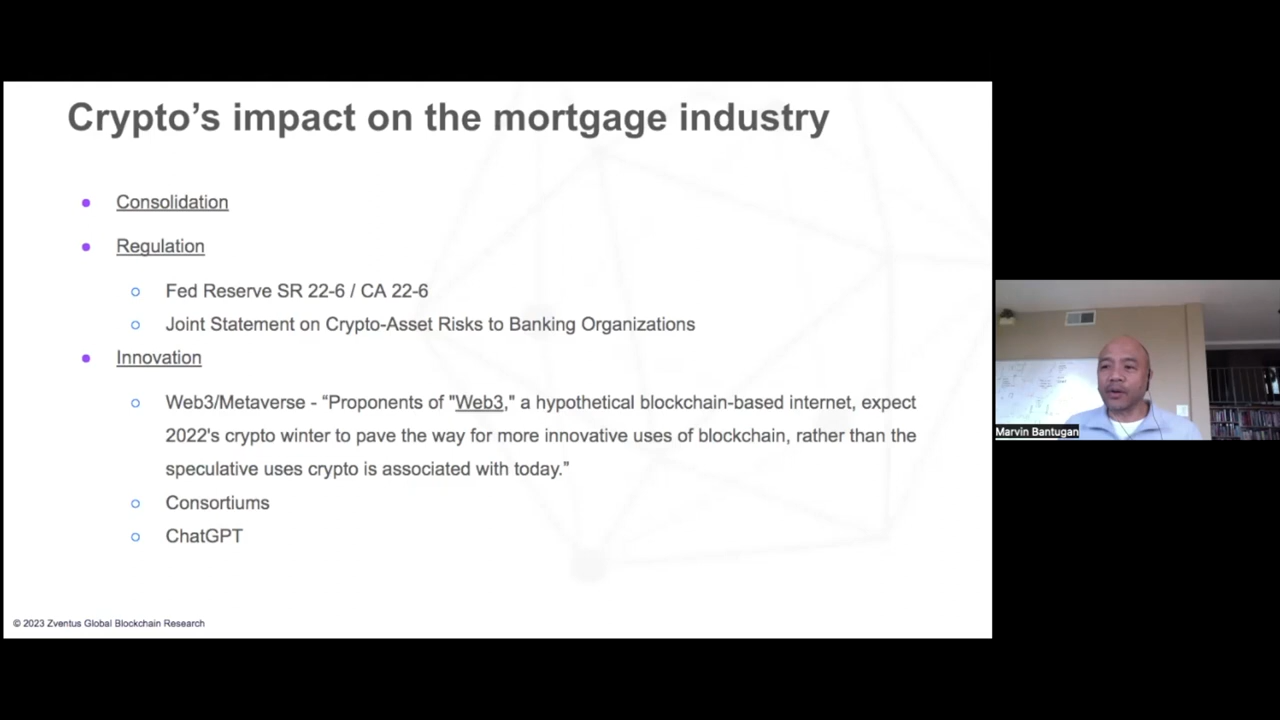 Crypto's impact on the mortgage industry
Consolidation
Regulation
Fed Reserve SR 22-6 / CA 22-6
Joint Statement on Crypto-Asset Risks to Banking Organizations
Innovation
Web3/Metaverse - “Proponents of "Web3," a hypothetical blockchain-based internet, expect
2022's crypto winter to pave the way for more innovative uses of blockchain, rather than the
speculative uses crypto is associated with today.”
Consortiums
ChatGPT
© 2023 Zventus Global Blockchain Research
Marvin Bantugan